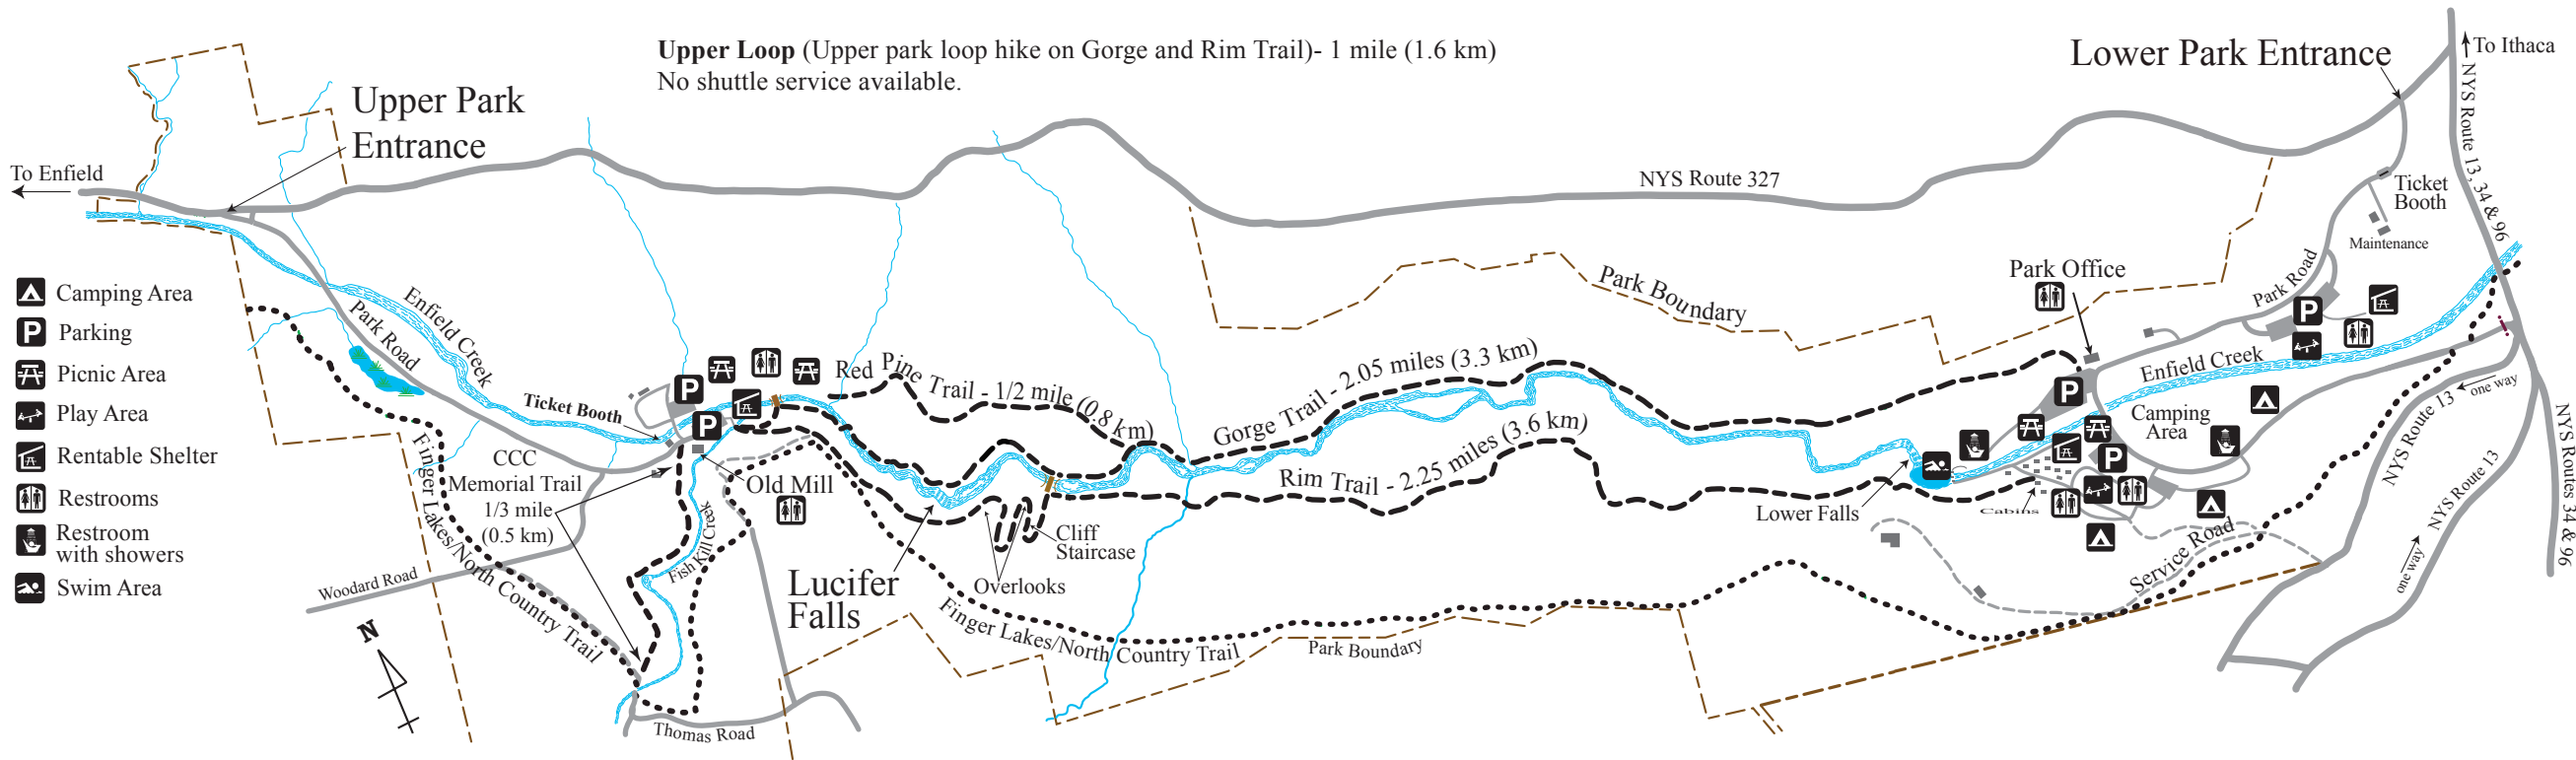 Upper Loop (Upper park loop hike on Gorge and Rim Trail)- 1 mile (1.6 km)
No shuttle service available.
Lower Park Entrance
To Ithaca
NYS Route 13, 34 & 96
Upper Park
Entrance
To Enfield
NYS Route 327
Ticket
Booth
Maintenance
Park Office
Park Road
Park Boundary
Camping Area
P Parking
Picnic Area
Play Area
Rentable Shelter
Restrooms
Restroom
with showers
Swim Area
Enfield Creek
Park Road
Ticket Booth
P
P
Red Pine Trail - 1/2 mile (0.8 km)
Gorge Trail - 2.05 miles (3.3 km)
Rim Trail - 2.25 miles (3.6 km)
P
Enfield Creek
P
Camping
Area
P
one way
NYS Route 13
NYS Route 13
one way
NYS Routes 34 & 96
CCC
Memorial Trail
1/3 mile
(0.5 km)
Old Mill
Fish Kill Creek
Finger Lakes/North Country Trail
Woodard Road
N
Lucifer
Falls
Overlooks
Cliff
Staircase
Lower Falls
Cabins
Service Road
Finger Lakes/North Country Trail
Park Boundary
Thomas Road